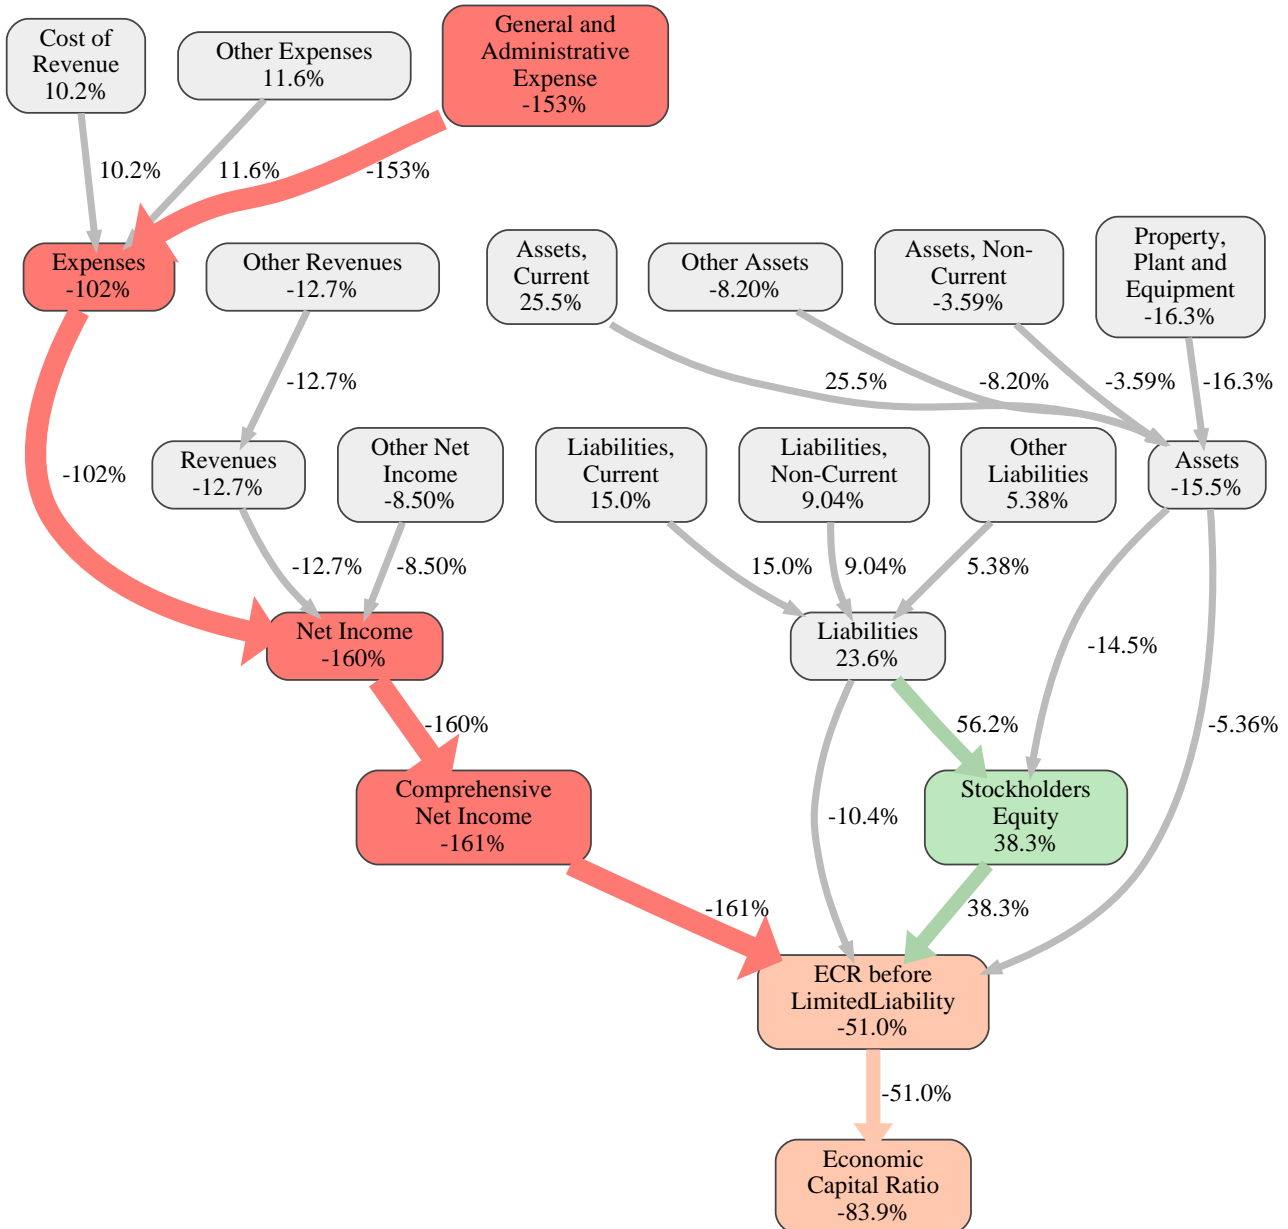 Cost of
Revenue
10.2%
Other Expenses
11.6%
General and
Administrative
Expense
-153%
10.2%
11.6%
-153%
Expenses
-102%
Other Revenues
-12.7%
Assets,
Current
25.5%
Other Assets
-8.20%
Assets, Non-
Current
-3.59%
Property,
Plant and
Equipment
-16.3%
-12.7%
25.5%
-8.20%
-3.59%
-16.3%
-102%
Revenues
-12.7%
Other Net
Income
-8.50%
Liabilities,
Current
15.0%
Liabilities,
Non-Current
9.04%
Other
Liabilities
5.38%
Assets
-15.5%
-12.7%
-8.50%
15.0%
9.04%
5.38%
Net Income
-160%
Liabilities
23.6%
-14.5%
-160%
56.2%
-5.36%
Comprehensive
Net Income
-161%
-10.4%
Stockholders
Equity
38.3%
-161%
38.3%
ECR before
LimitedLiability
-51.0%
-51.0%
Economic
Capital Ratio
-83.9%